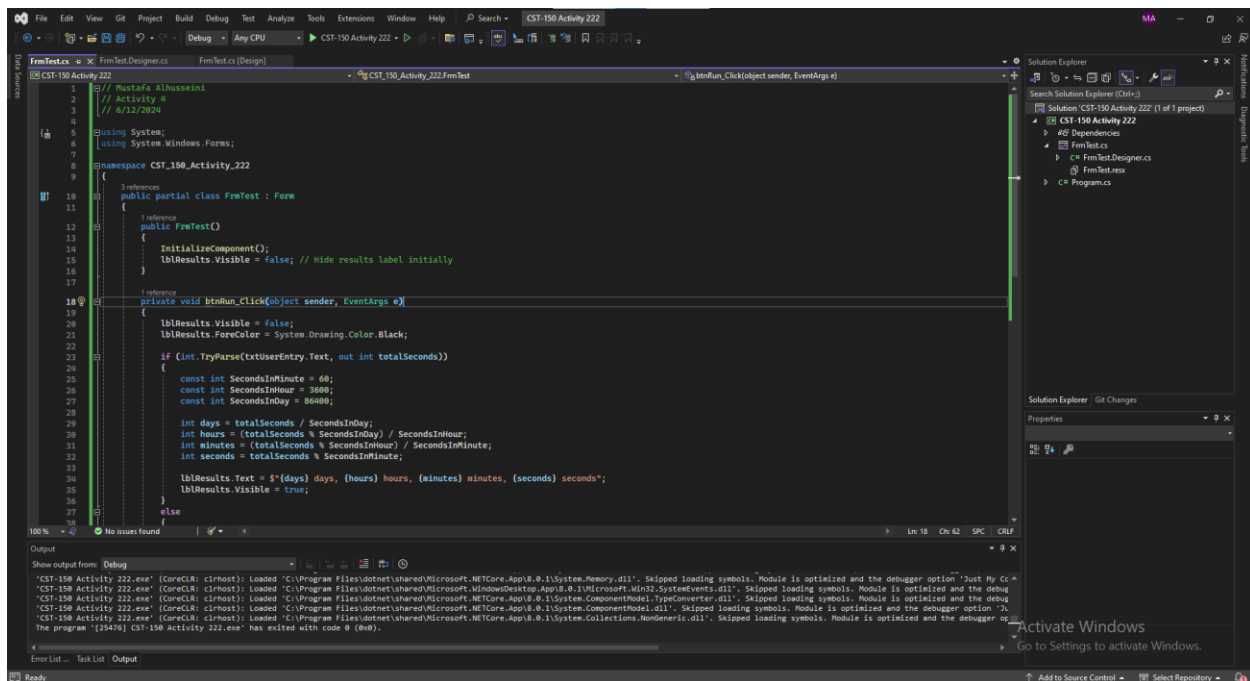 File Edit View Git Project Build Debug Test Analyze Tools Extensions Window Help Search CST-150 Activity 222 MA
Debug Any CPU CST-150 Activity 222
FrmTest.cs FrmTest.Designer.cs FrmTest.cs [Design]
CST-150 Activity 222 CST_150_Activity_222.FrmTest btnRun_Click(object sender, EventArgs e)
1 // Mustafa Alhusseini
2 // Activity 4
3 // 6/12/2024
4
5 using System;
6 using System.Windows.Forms;
7
8 namespace CST_150_Activity_222
9 {
3 references
10 public partial class FrmTest : Form
11 {
1 reference
12 public FrmTest()
13 {
14 InitializeComponent();
15 lblResults.Visible = false; // Hide results label initially
16 }
17
1 reference
18 private void btnRun_Click(object sender, EventArgs e)
19 {
20 lblResults.Visible = false;
21 lblResults.ForeColor = System.Drawing.Color.Black;
22
23 if (int.TryParse(txtUserEntry.Text, out int totalSeconds))
24 {
25 const int SecondsInMinute = 60;
26 const int SecondsInHour = 3600;
27 const int SecondsInDay = 86400;
28
29 int days = totalSeconds / SecondsInDay;
30 int hours = (totalSeconds % SecondsInDay) / SecondsInHour;
31 int minutes = (totalSeconds % SecondsInHour) / SecondsInMinute;
32 int seconds = totalSeconds % SecondsInMinute;
33
34 lblResults.Text = $"{days} days, {hours} hours, {minutes} minutes, {seconds} seconds";
35 lblResults.Visible = true;
36 }
37 else
38 {
100 % No issues found Ln: 18 Ch: 62 SPC CRLF
Output
Show output from: Debug
'CST-150 Activity 222.exe' (CoreCLR: clrhost): Loaded 'C:\Program Files\dotnet\shared\Microsoft.NETCore.App\8.0.1\System.Memory.dll'. Skipped loading symbols. Module is optimized and the debugger option 'Just My Co
'CST-150 Activity 222.exe' (CoreCLR: clrhost): Loaded 'C:\Program Files\dotnet\shared\Microsoft.WindowsDesktop.App\8.0.1\Microsoft.Win32.SystemEvents.dll'. Skipped loading symbols. Module is optimized and the debug
'CST-150 Activity 222.exe' (CoreCLR: clrhost): Loaded 'C:\Program Files\dotnet\shared\Microsoft.NETCore.App\8.0.1\System.ComponentModel.TypeConverter.dll'. Skipped loading symbols. Module is optimized and the debug
'CST-150 Activity 222.exe' (CoreCLR: clrhost): Loaded 'C:\Program Files\dotnet\shared\Microsoft.NETCore.App\8.0.1\System.ComponentModel.dll'. Skipped loading symbols. Module is optimized and the debugger option 'Ju
'CST-150 Activity 222.exe' (CoreCLR: clrhost): Loaded 'C:\Program Files\dotnet\shared\Microsoft.NETCore.App\8.0.1\System.Collections.NonGeneric.dll'. Skipped loading symbols. Module is optimized and the debugger op
The program '[25476] CST-150 Activity 222.exe' has exited with code 0 (0x0).
Error List ... Task List Output
Data Sources
Solution Explorer
Search Solution Explorer (Ctrl+;)
Solution 'CST-150 Activity 222' (1 of 1 project)
CST-150 Activity 222
Dependencies
FrmTest.cs
C# FrmTest.Designer.cs
FrmTest.resx
C# Program.cs
Solution Explorer Git Changes
Properties
Notifications
Diagnostic Tools
Activate Windows
Go to Settings to activate Windows.
Ready Add to Source Control Select Repository